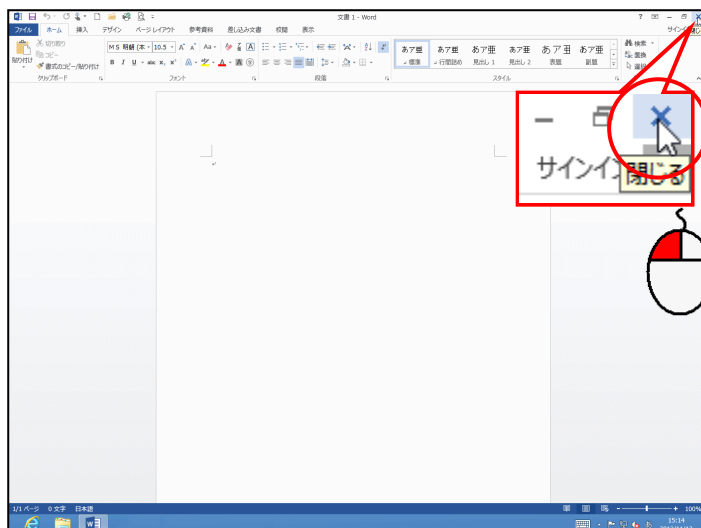 文書 1 - Word
ファイル ホーム 挿入 デザイン ページ レイアウト 参考資料 差し込み文書 校閲 表示 サインイン
貼り付け
切り取り
コピー
書式のコピー/貼り付け
クリップボード
MS 明朝 (本 10.5
フォント
段落
あア亜 あア亜 あア亜 あア亜 あア亜 あア亜
標準 行間詰め 見出し 1 見出し 2 表題 副題
スタイル
検索
置換
サインイン
閉じる
1/1 ページ 0 文字 日本語 100%
15:14